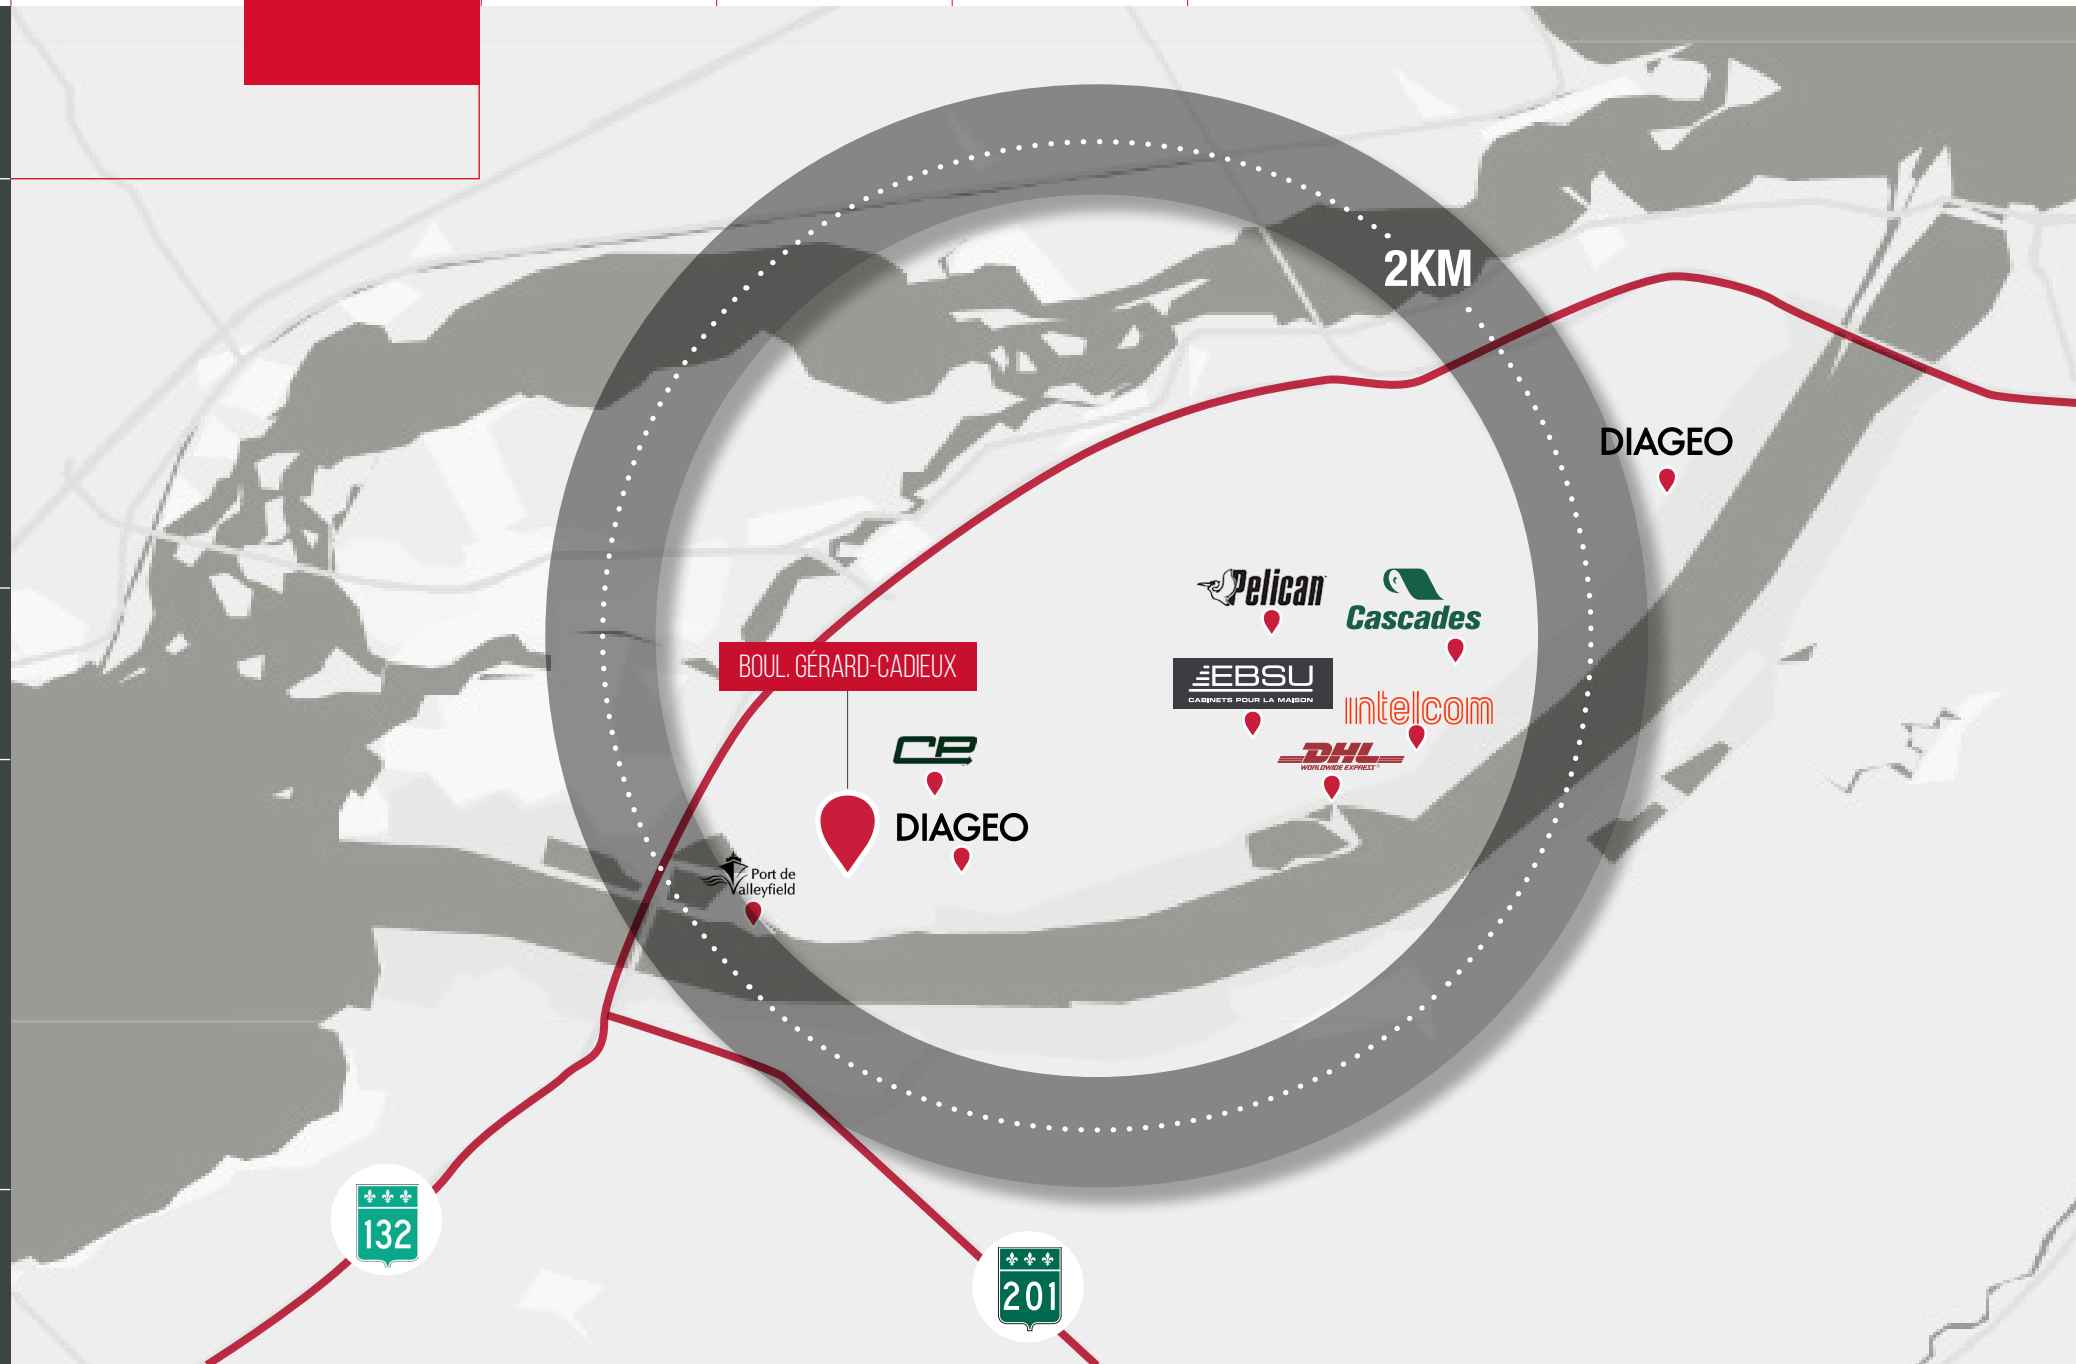 2KM
DIAGEO
Pelican
Cascades
BOUL. GÉRARD-CADIEUX
EBSU
CABINETS POUR LA MAISON
intelcom
CP
DHL
WORLDWIDE EXPRESS®
DIAGEO
Port de
Valleyfield
132
201